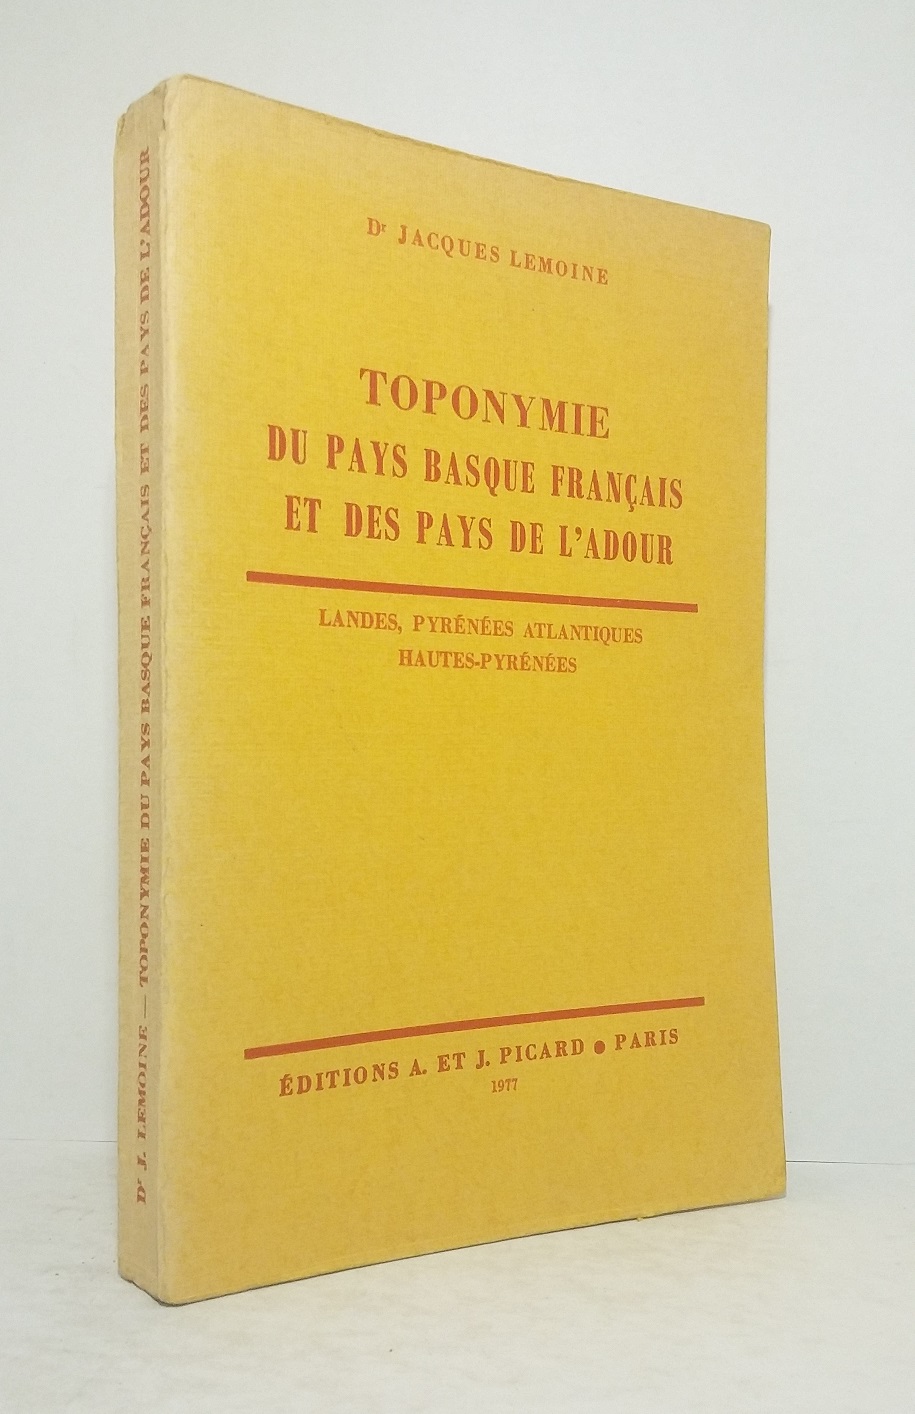 Dr J. LEMOINE — TOPONYMIE DU PAYS BASQUE FRANÇAIS ET DES PAYS DE L'ADOUR
Dr JACQUES LEMOINE
TOPONYMIE
DU PAYS BASQUE FRANÇAIS
ET DES PAYS DE L'ADOUR
LANDES, PYRÉNÉES ATLANTIQUES
HAUTES-PYRÉNÉES
ÉDITIONS A. ET J. PICARD ● PARIS
1977